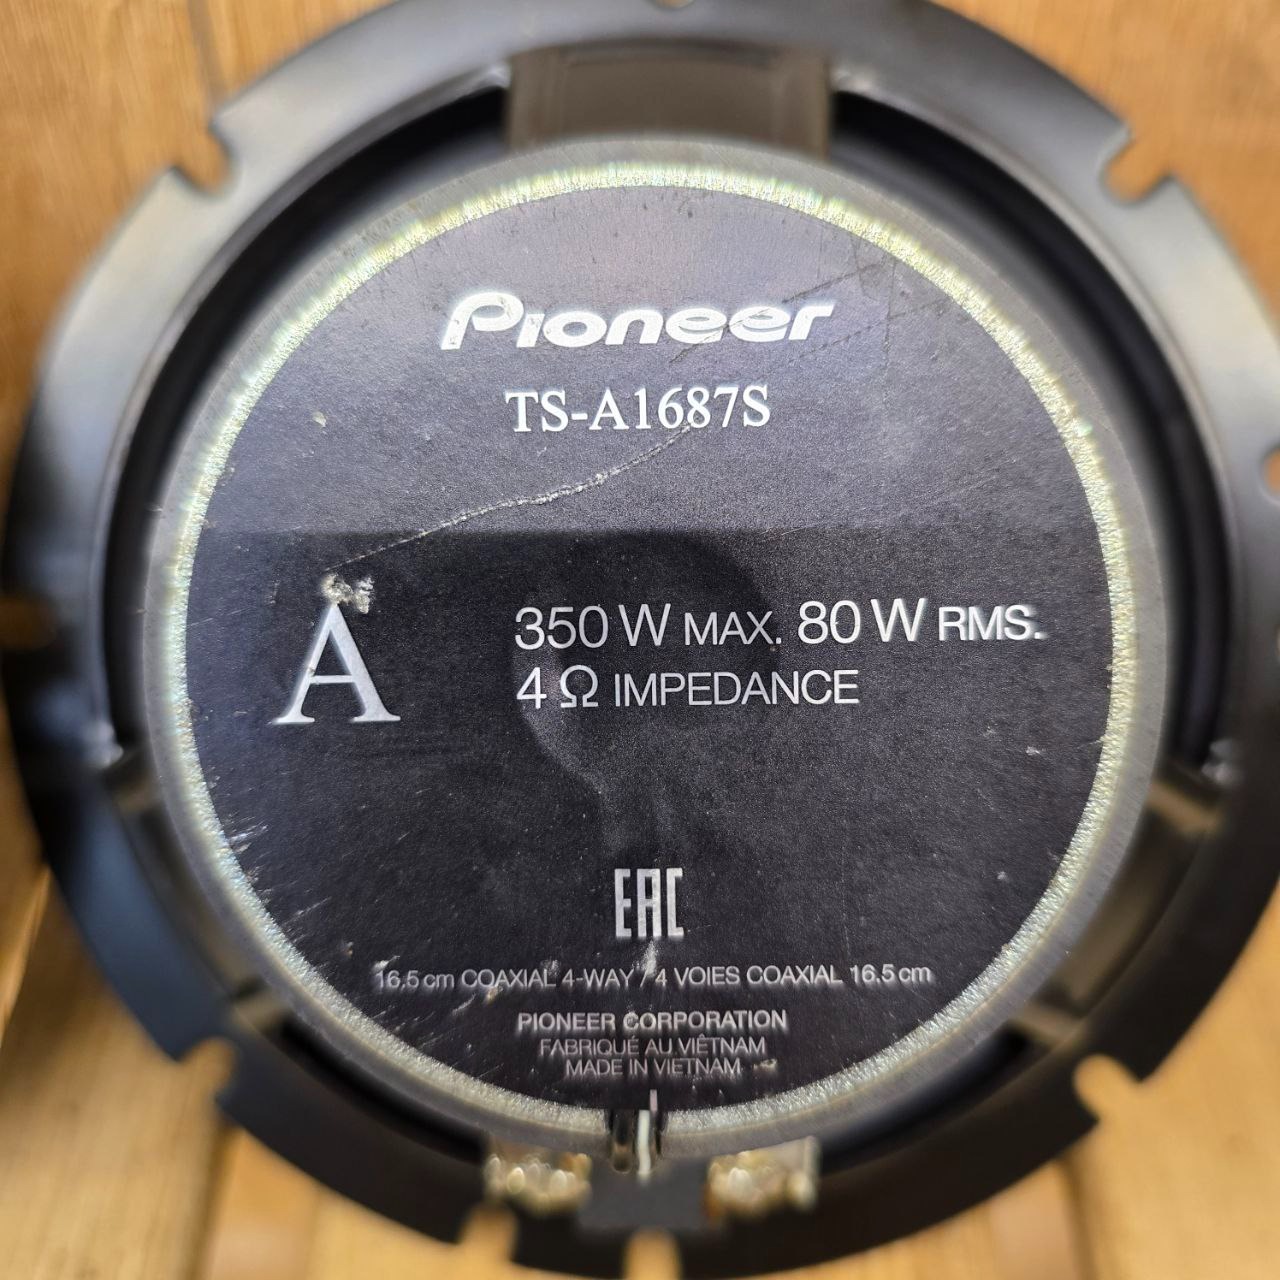 Pioneer
TS-A1687S
A
350 W MAX. 80 W RMS.
4 Ω IMPEDANCE
EAC
16.5 cm COAXIAL 4-WAY / 4 VOIES COAXIAL 16.5 cm
PIONEER CORPORATION
FABRIQUÉ AU VIÊTNAM
MADE IN VIETNAM